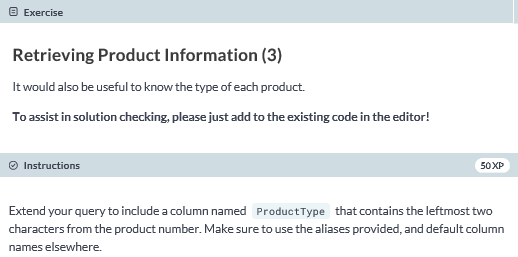 Exercise
Retrieving Product Information (3)
It would also be useful to know the type of each product.
To assist in solution checking, please just add to the existing code in the editor!
Instructions
50 XP
Extend your query to include a column named ProductType that contains the leftmost two
characters from the product number. Make sure to use the aliases provided, and default column
names elsewhere.